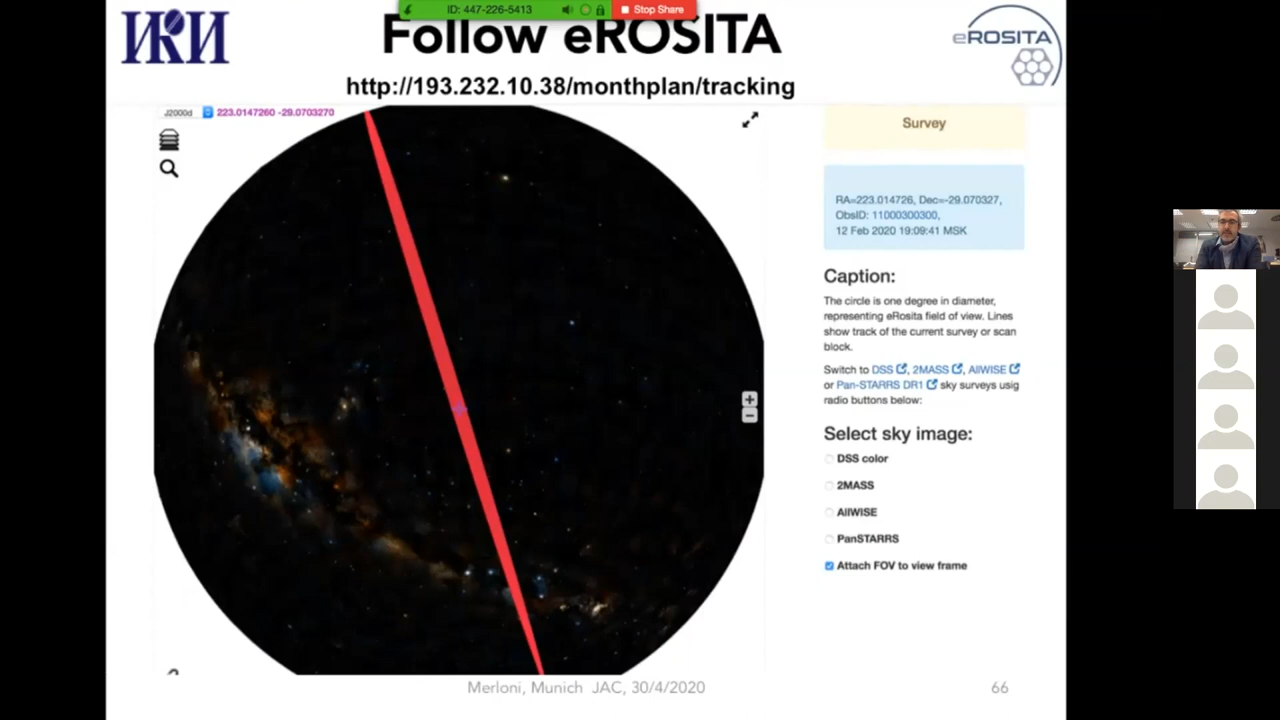 ID: 447-226-5413
Stop Share
ИКИ
Follow eROSITA
eROSITA
http://193.232.10.38/monthplan/tracking
J2000d
223.0147260 -29.0703270
Survey
RA=223.014726, Dec=-29.070327,
ObsID: 11000300300,
12 Feb 2020 19:09:41 MSK
Caption:
The circle is one degree in diameter,
representing eRosita field of view. Lines
show track of the current survey or scan
block.
Switch to DSS, 2MASS, AllWISE
or Pan-STARRS DR1 sky surveys usig
radio buttons below:
Select sky image:
DSS color
2MASS
AllWISE
PanSTARRS
Attach FOV to view frame
Merloni, Munich JAC, 30/4/2020
66